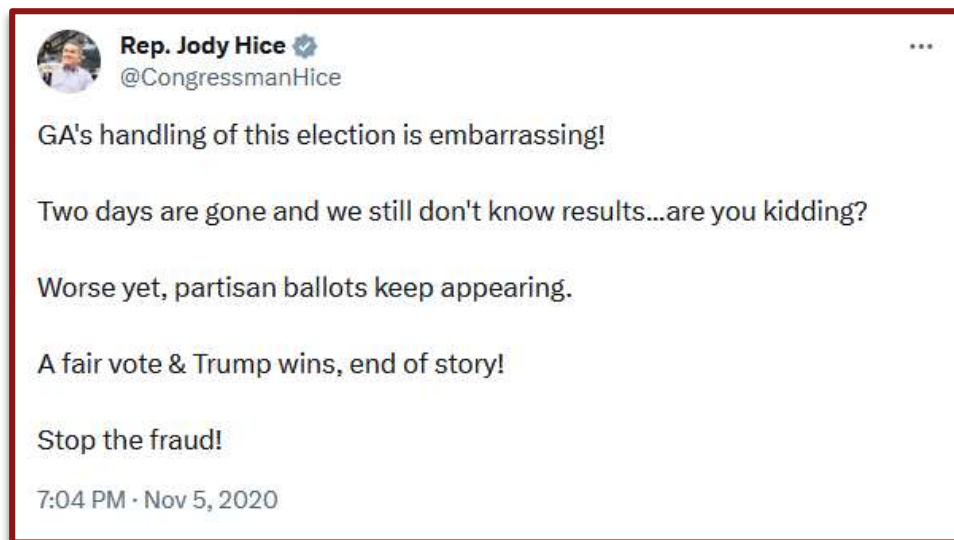 Rep. Jody Hice
@CongressmanHice
GA's handling of this election is embarrassing!
Two days are gone and we still don't know results...are you kidding?
Worse yet, partisan ballots keep appearing.
A fair vote & Trump wins, end of story!
Stop the fraud!
7:04 PM · Nov 5, 2020